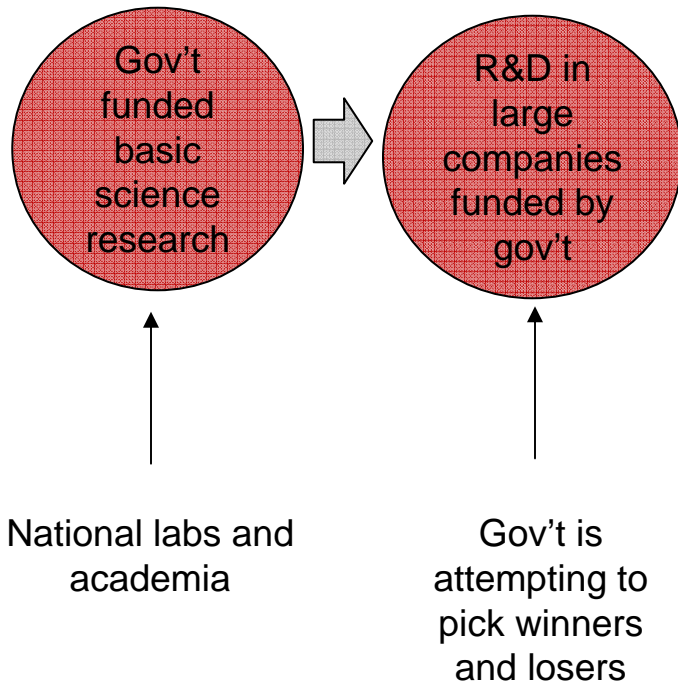 Gov’t
funded
basic
science
research
R&D in
large
companies
funded by
gov’t
National labs and
academia
Gov’t is
attempting to
pick winners
and losers